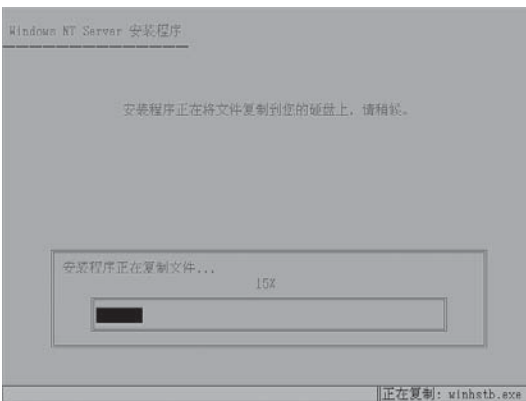 Windows NT Server 安装程序
安装程序正在将文件复制到您的硬盘上，请稍候。
安装程序正在复制文件...
15%
正在复制: winhstb.exe